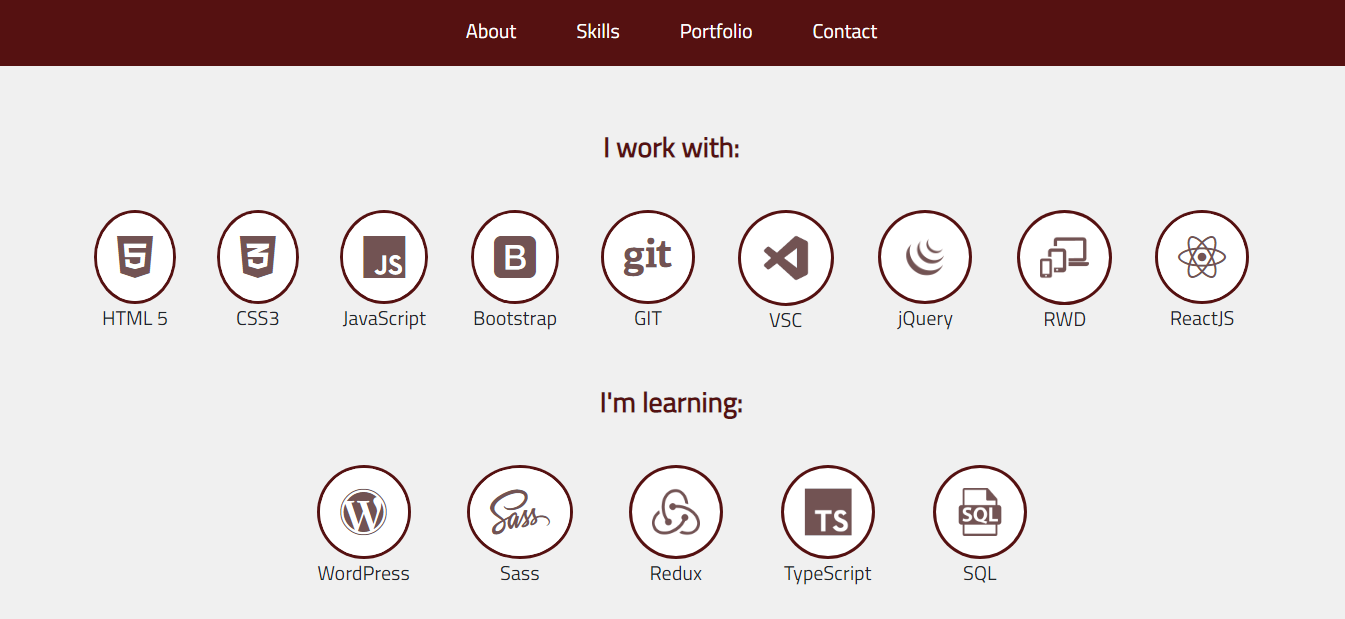 About Skills Portfolio Contact
I work with:
5 3 JS B git
HTML 5 CSS3 JavaScript Bootstrap GIT VSC jQuery RWD ReactJS
I'm learning:
W Sass TS SQL
WordPress Sass Redux TypeScript SQL